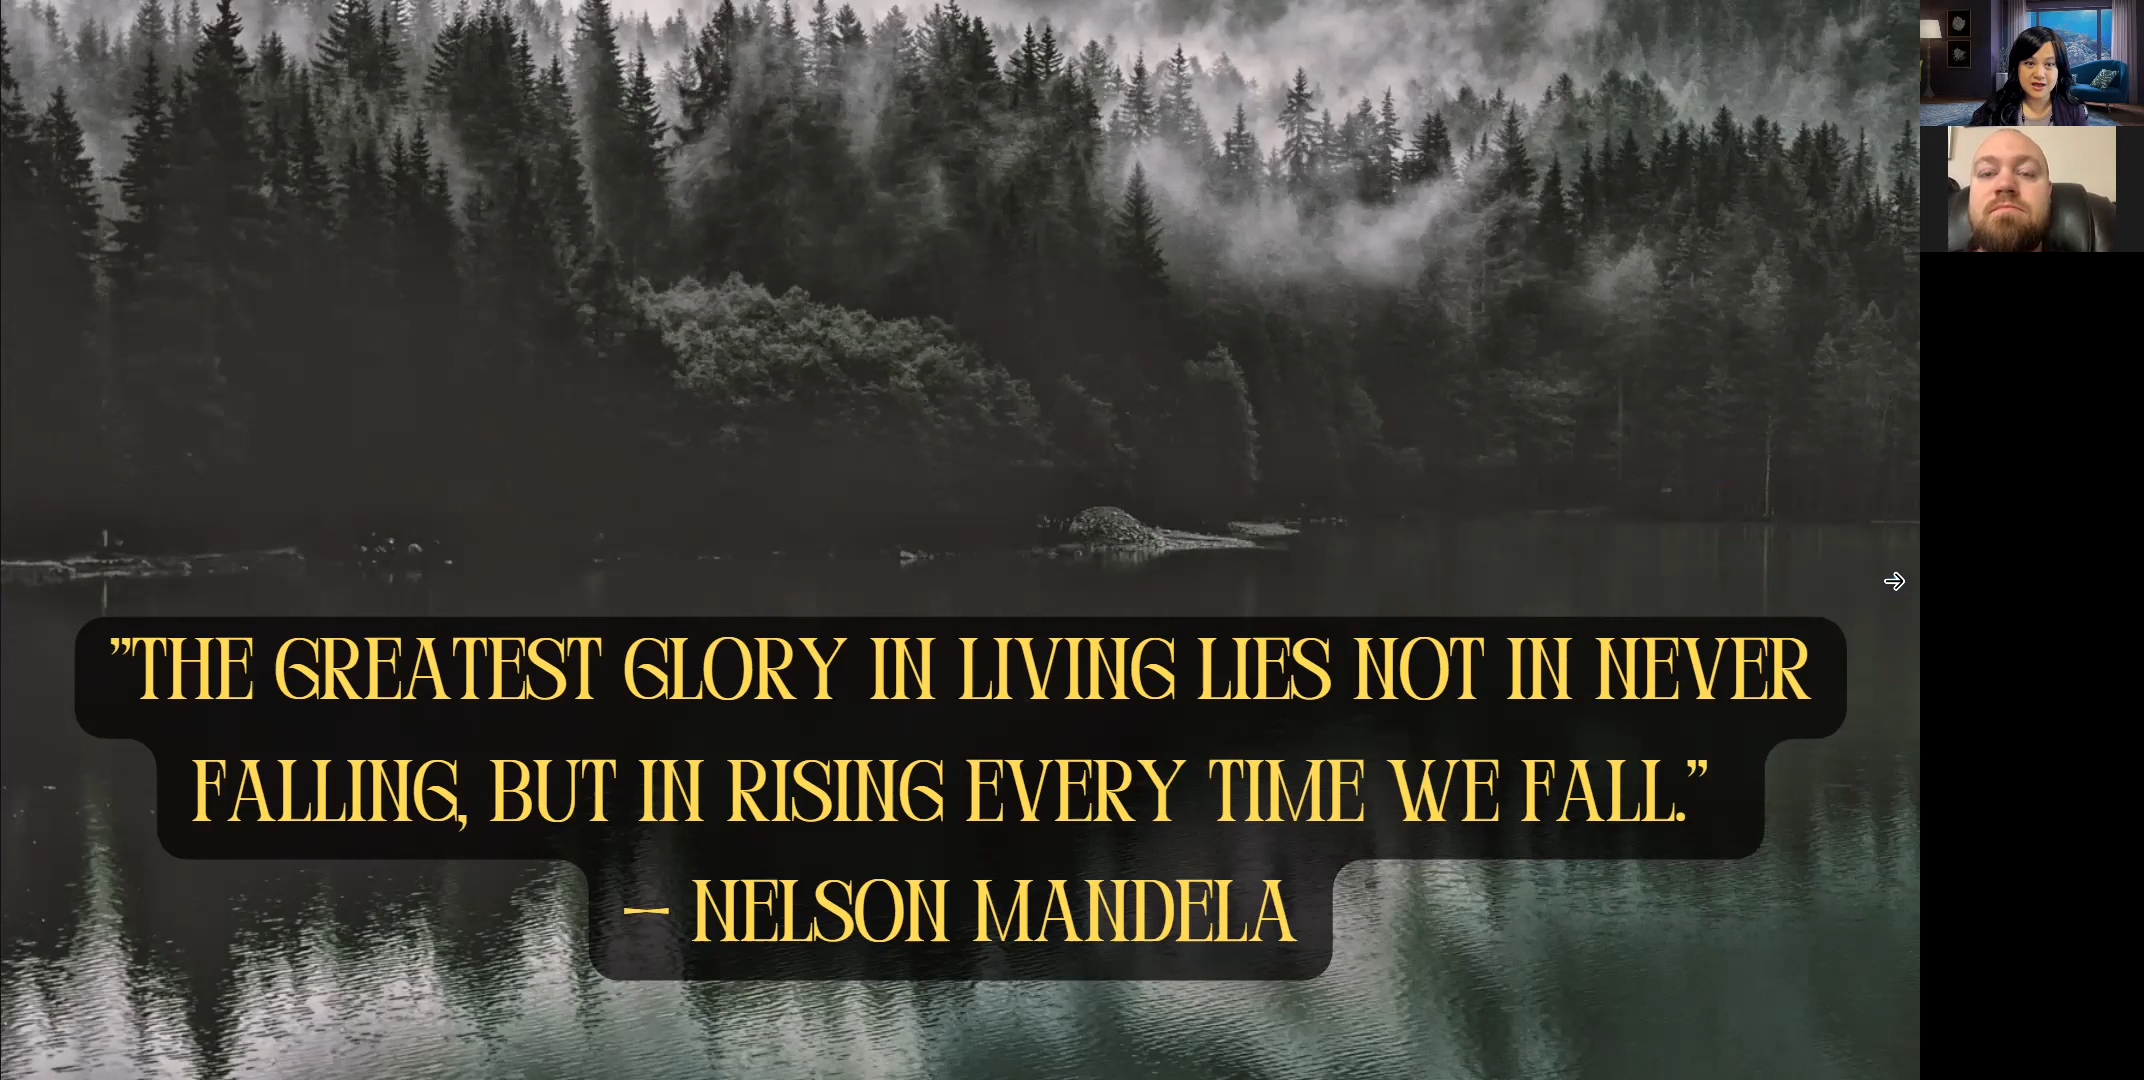 ”THE GREATEST GLORY IN LIVING LIES NOT IN NEVER
FALLING, BUT IN RISING EVERY TIME WE FALL.”
– NELSON MANDELA